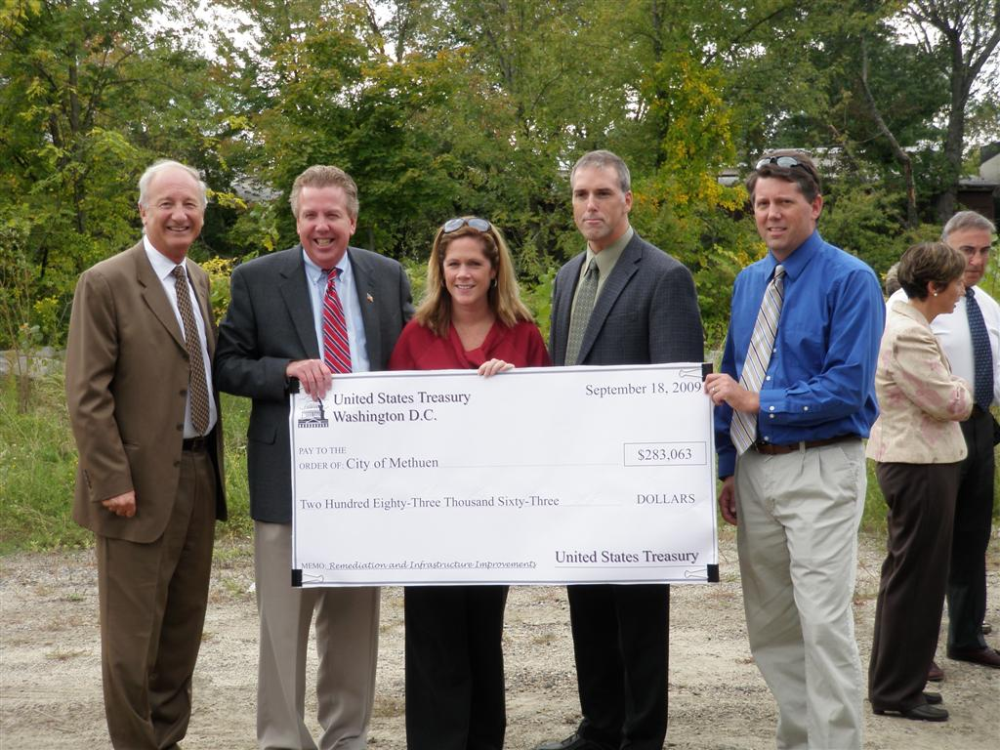 United States Treasury
Washington D.C.
September 18, 2009
PAY TO THE
ORDER OF: City of Methuen
$283,063
Two Hundred Eighty-Three Thousand Sixty-Three DOLLARS
MEMO: Remediation and Infrastructure Improvements
United States Treasury